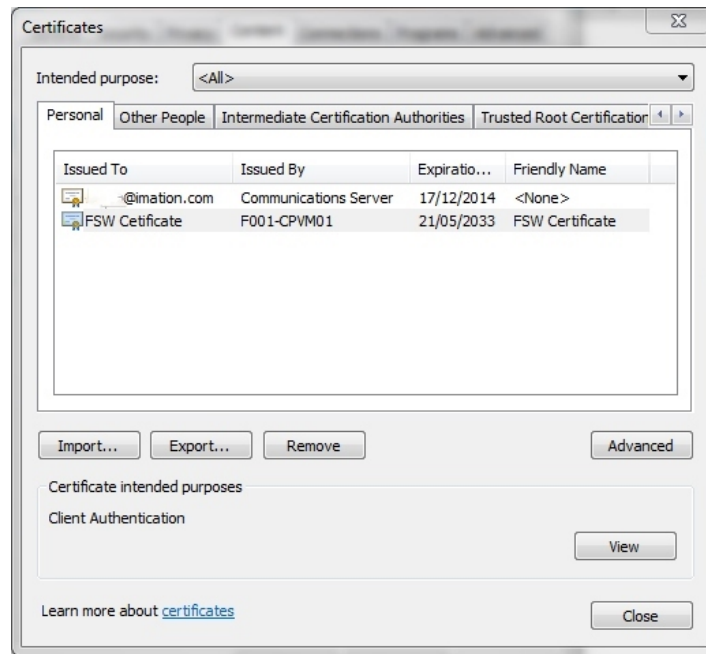 Certificates
Intended purpose: <All>
Personal Other People Intermediate Certification Authorities Trusted Root Certification
Issued To Issued By Expiratio... Friendly Name
@imation.com Communications Server 17/12/2014 <None>
FSW Cetificate F001-CPVM01 21/05/2033 FSW Certificate
Import... Export... Remove Advanced
Certificate intended purposes
Client Authentication
View
Learn more about certificates
Close